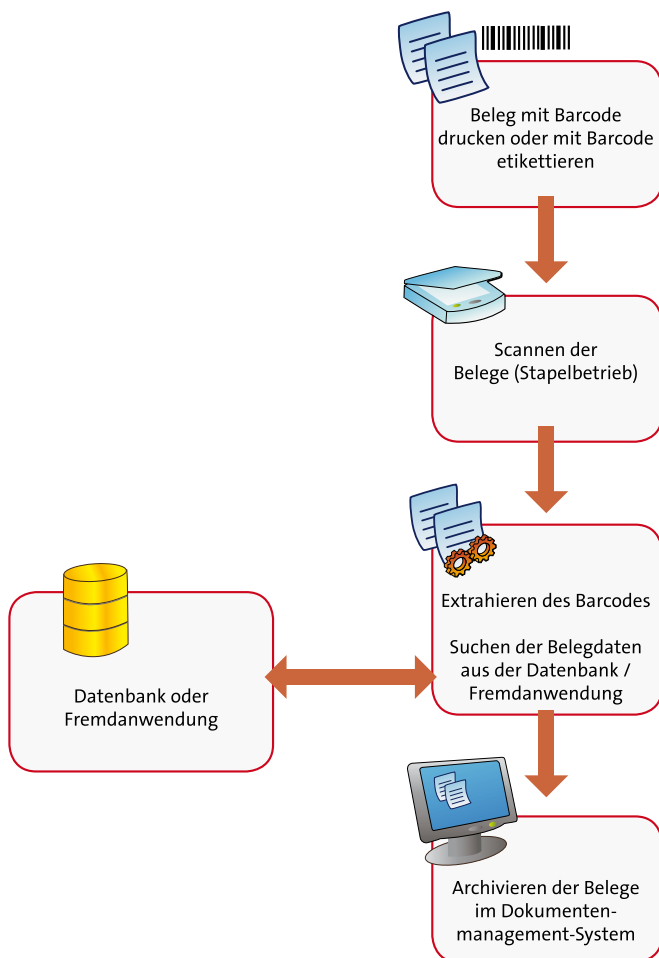 Beleg mit Barcode
drucken oder mit Barcode
etikettieren
Scannen der
Belege (Stapelbetrieb)
Extrahieren des Barcodes
Suchen der Belegdaten
aus der Datenbank /
Fremdanwendung
Datenbank oder
Fremdanwendung
Archivieren der Belege
im Dokumenten-
management-System